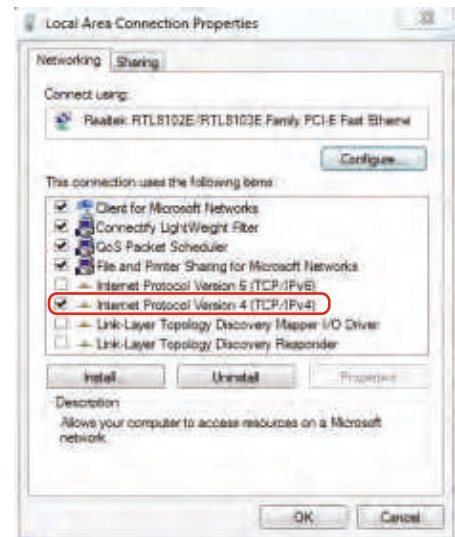 Local Area Connection Properties
Networking Sharing
Connect using:
Realtek RTL8102E/RTL8103E Family PCI-E Fast Etherne
Configure...
This connection uses the following items:
Client for Microsoft Networks
Connectify LightWeight Filter
QoS Packet Scheduler
File and Printer Sharing for Microsoft Networks
Internet Protocol Version 6 (TCP/IPv6)
Internet Protocol Version 4 (TCP/IPv4)
Link-Layer Topology Discovery Mapper I/O Driver
Link-Layer Topology Discovery Responder
Install... Uninstall Properties
Description
Allows your computer to access resources on a Microsoft
network.
OK Cancel